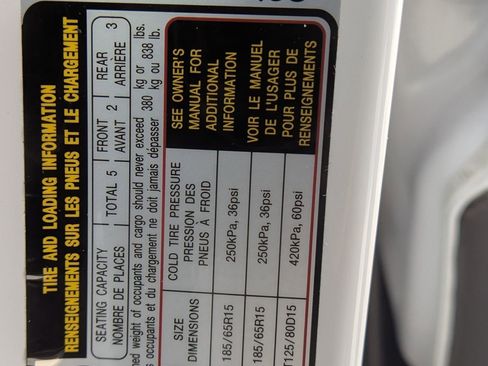 TIRE AND LOADING INFORMATION
RENSEIGNEMENTS SUR LES PNEUS ET LE CHARGEMENT
SEATING CAPACITY TOTAL 5 FRONT 2 REAR 3
NOMBRE DE PLACES AVANT ARRIÈRE
weight of occupants and cargo should never exceed 380 kg or 838 lbs.
occupants et du chargement ne doit jamais dépasser 380 kg ou 838 lb.
SIZE COLD TIRE PRESSURE SEE OWNER'S
DIMENSIONS PRESSION DES MANUAL FOR
PNEUS À FROID ADDITIONAL
185/65R15 250kPa, 36psi INFORMATION
VOIR LE MANUEL
185/65R15 250kPa, 36psi DE L'USAGER
POUR PLUS DE
T125/80D15 420kPa, 60psi RENSEIGNEMENTS